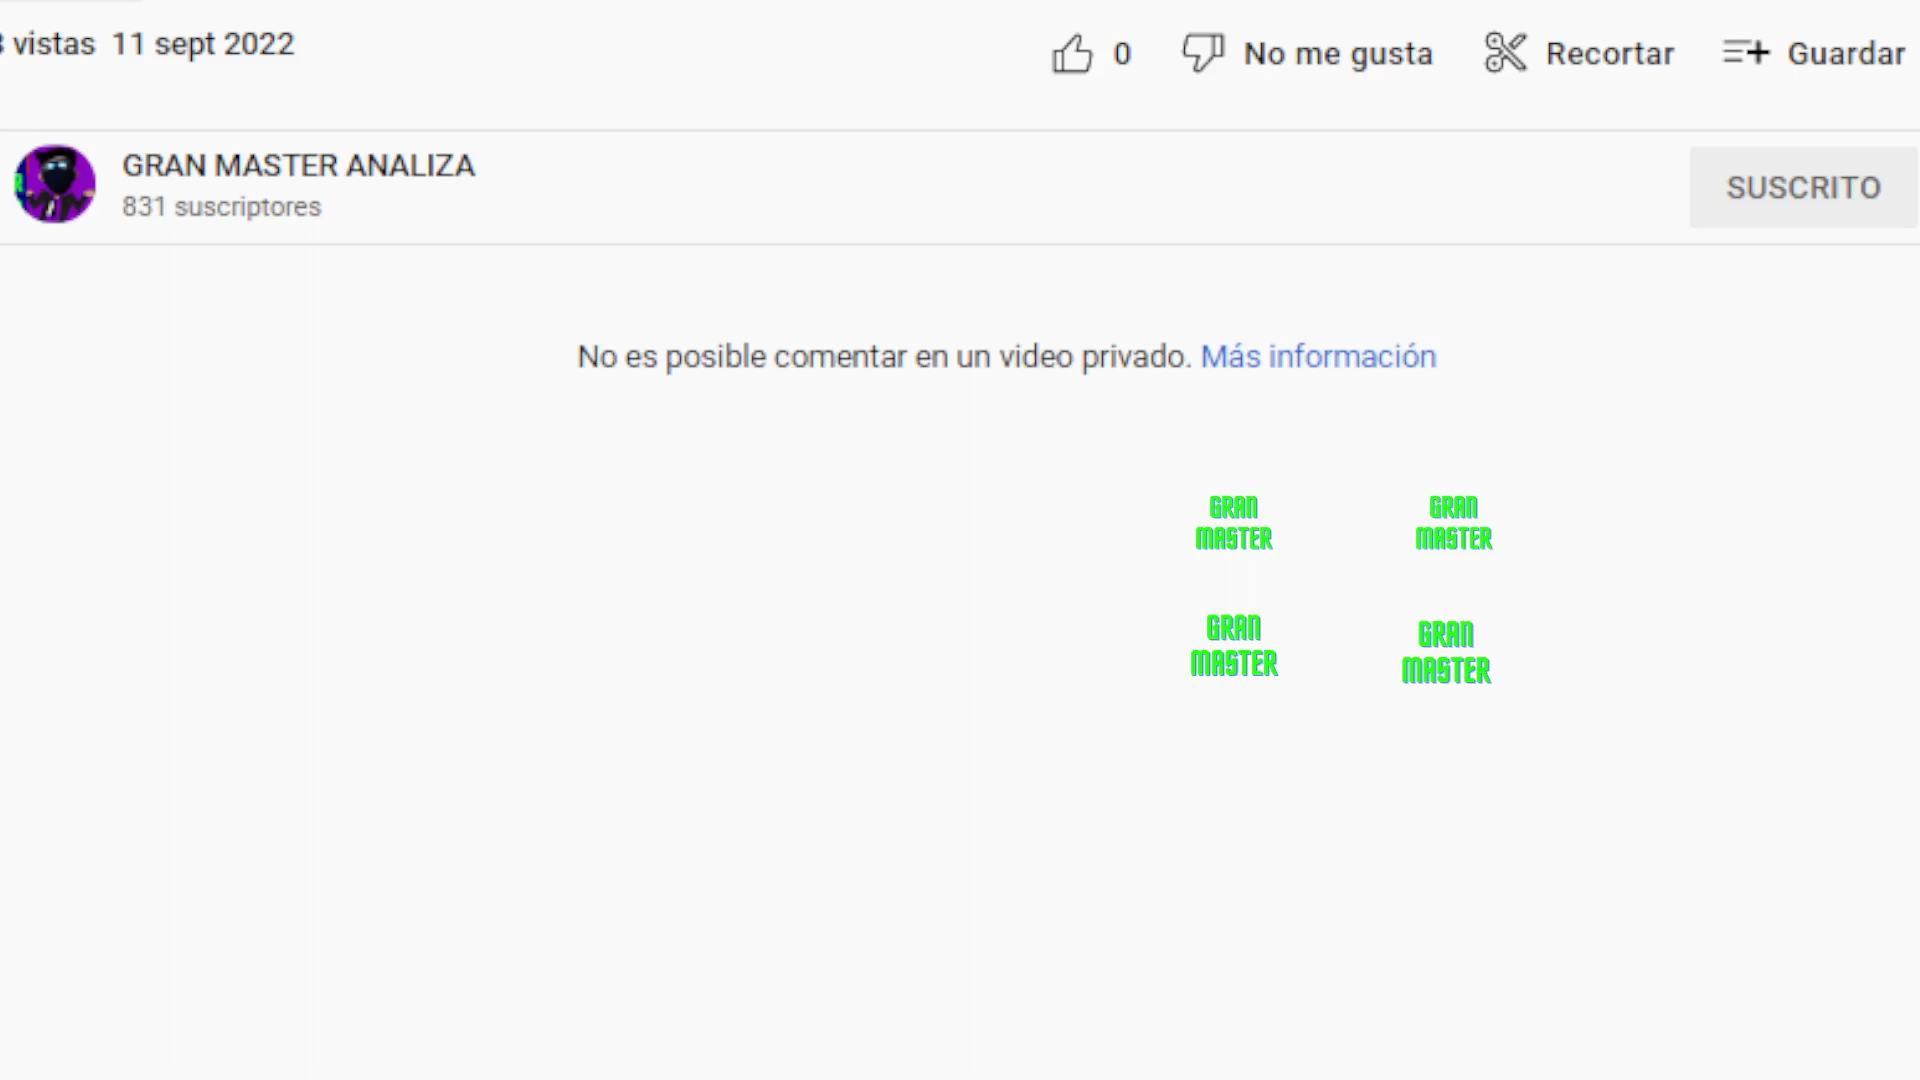 vistas 11 sept 2022
0 No me gusta Recortar Guardar
GRAN MASTER ANALIZA
831 suscriptores
SUSCRITO
No es posible comentar en un video privado. Más información
GRAN
MASTER
GRAN
MASTER
GRAN
MASTER
GRAN
MASTER